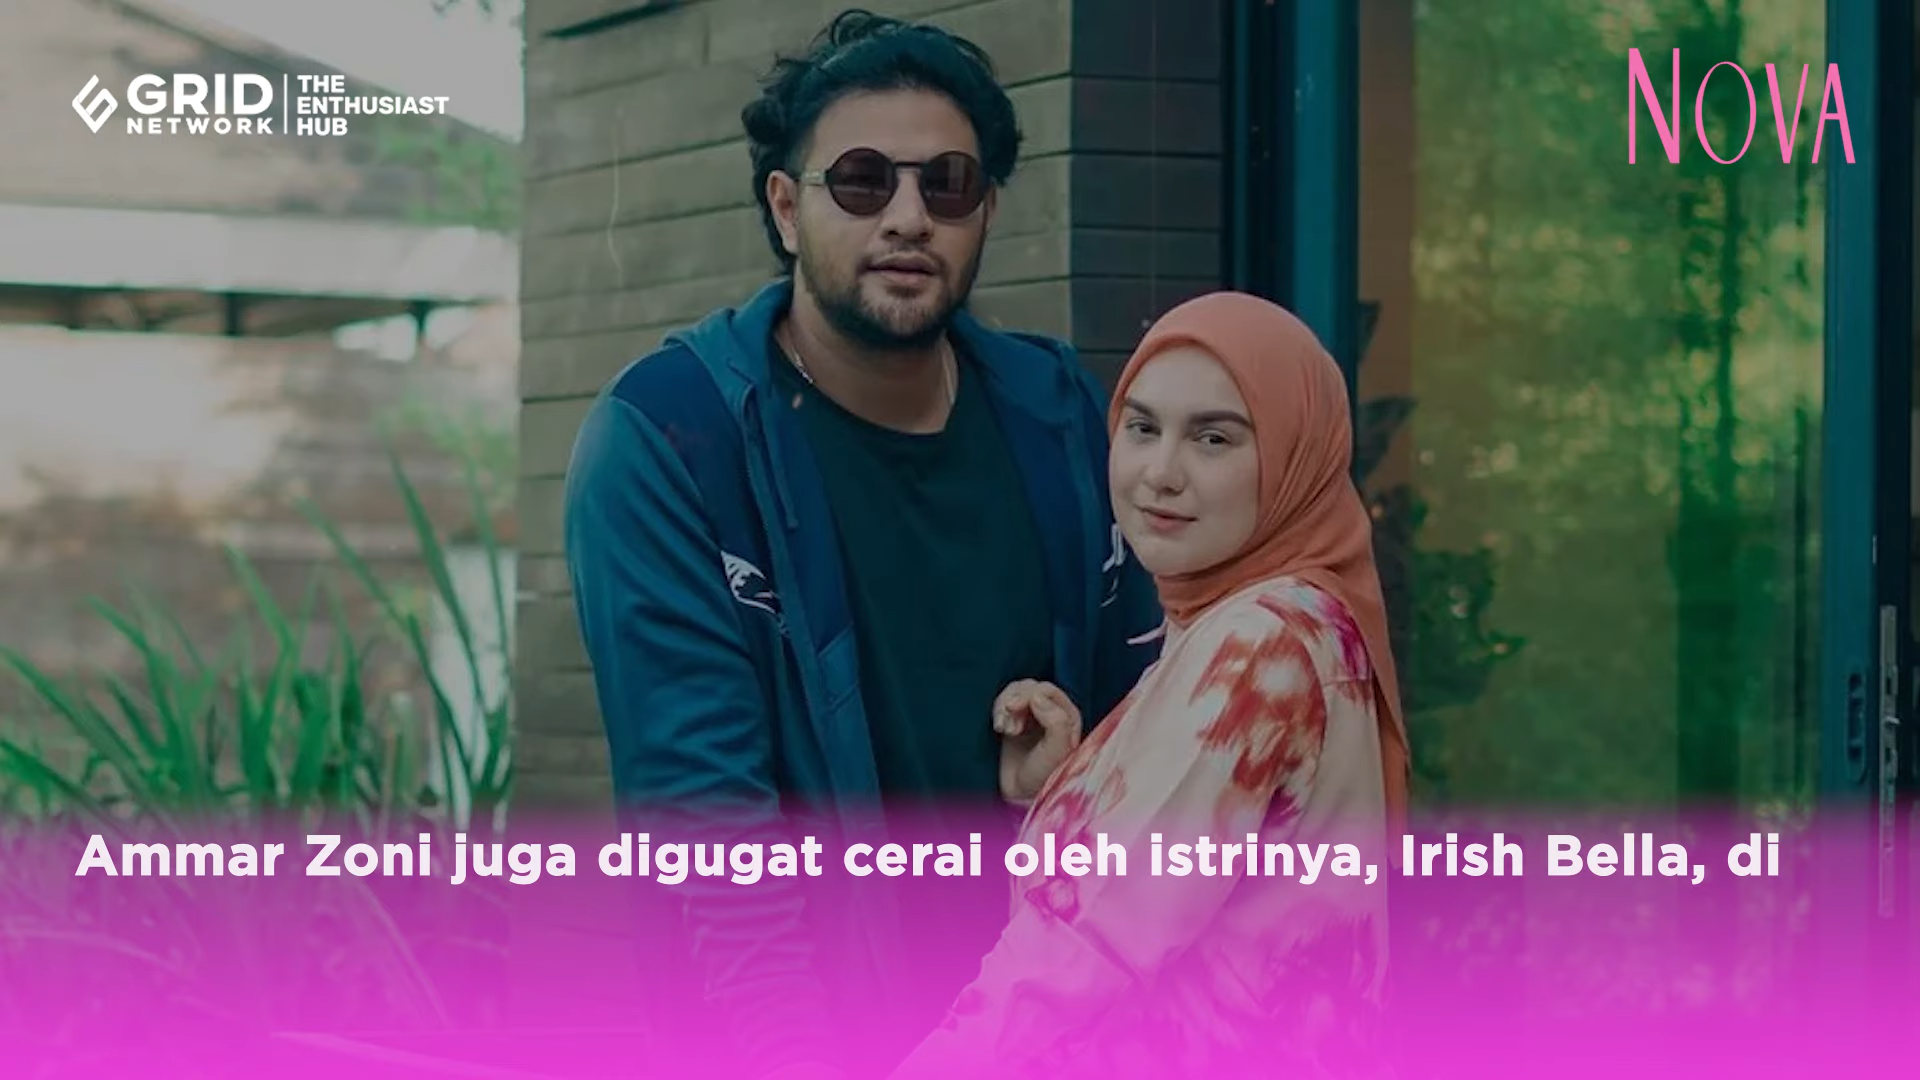 GRID
NETWORK
THE
ENTHUSIAST
HUB
NOVA
Ammar Zoni juga digugat cerai oleh istrinya, Irish Bella, di